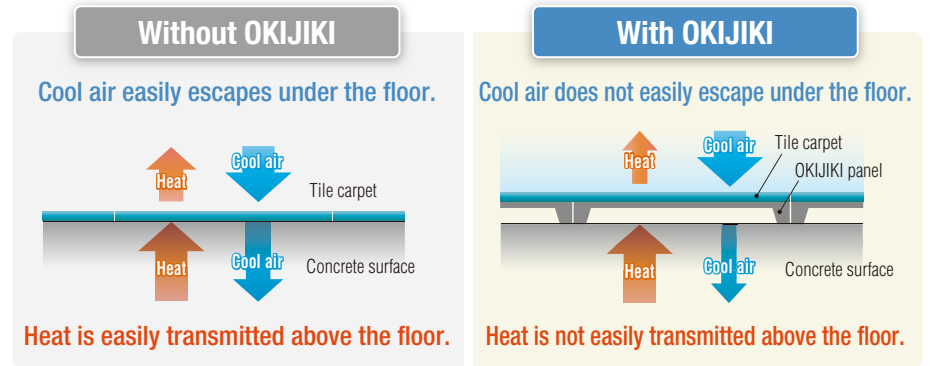 Without OKIJIKI
Cool air easily escapes under the floor.
Heat
Cool air
Tile carpet
Heat
Cool air
Concrete surface
Heat is easily transmitted above the floor.
With OKIJIKI
Cool air does not easily escape under the floor.
Heat
Cool air
Tile carpet
OKIJIKI panel
Heat
Cool air
Concrete surface
Heat is not easily transmitted above the floor.